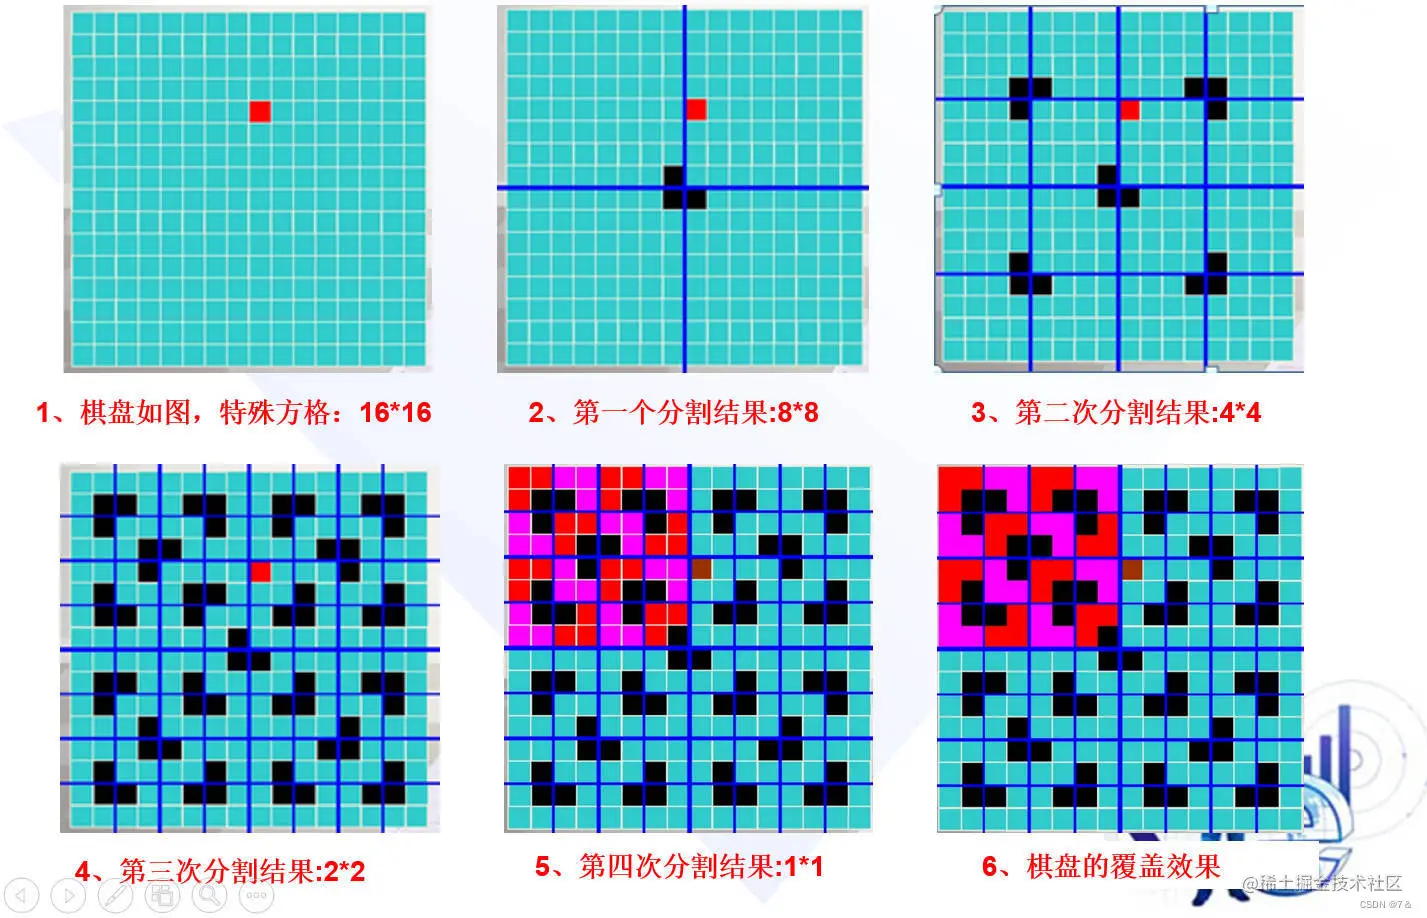 1、棋盘如图，特殊方格：16*16
2、第一个分割结果:8*8
3、第二次分割结果:4*4
4、第三次分割结果:2*2
5、第四次分割结果:1*1
6、棋盘的覆盖效果
@稀土掘金技术社区
CSDN @7&